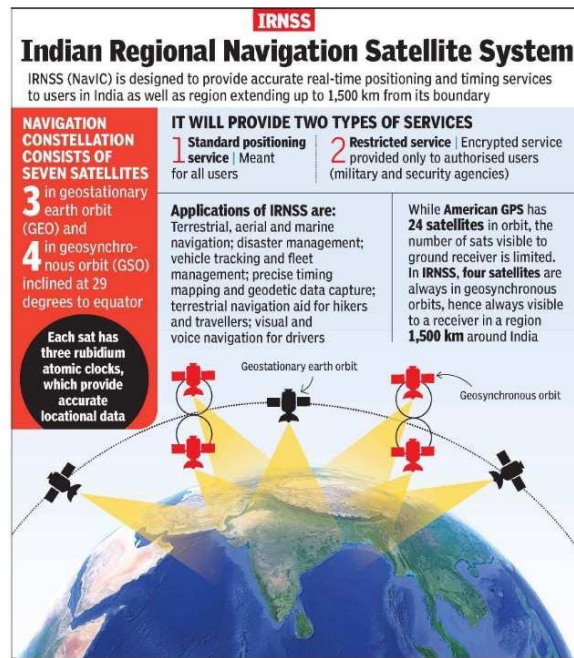 IRNSS
Indian Regional Navigation Satellite System
IRNSS (NavIC) is designed to provide accurate real-time positioning and timing services
to users in India as well as region extending up to 1,500 km from its boundary
NAVIGATION
CONSTELLATION
CONSISTS OF
SEVEN SATELLITES
3 in geostationary
earth orbit
(GEO) and
4 in geosynchro-
nous orbit (GSO)
inclined at 29
degrees to equator
Each sat has
three rubidium
atomic clocks,
which provide
accurate
locational data
IT WILL PROVIDE TWO TYPES OF SERVICES
1 Standard positioning
service | Meant
for all users
2 Restricted service | Encrypted service
provided only to authorised users
(military and security agencies)
Applications of IRNSS are:
Terrestrial, aerial and marine
navigation; disaster management;
vehicle tracking and fleet
management; precise timing
mapping and geodetic data capture;
terrestrial navigation aid for hikers
and travellers; visual and
voice navigation for drivers
While American GPS has
24 satellites in orbit, the
number of sats visible to
ground receiver is limited.
In IRNSS, four satellites are
always in geosynchronous
orbits, hence always visible
to a receiver in a region
1,500 km around India
Geostationary earth orbit
Geosynchronous orbit